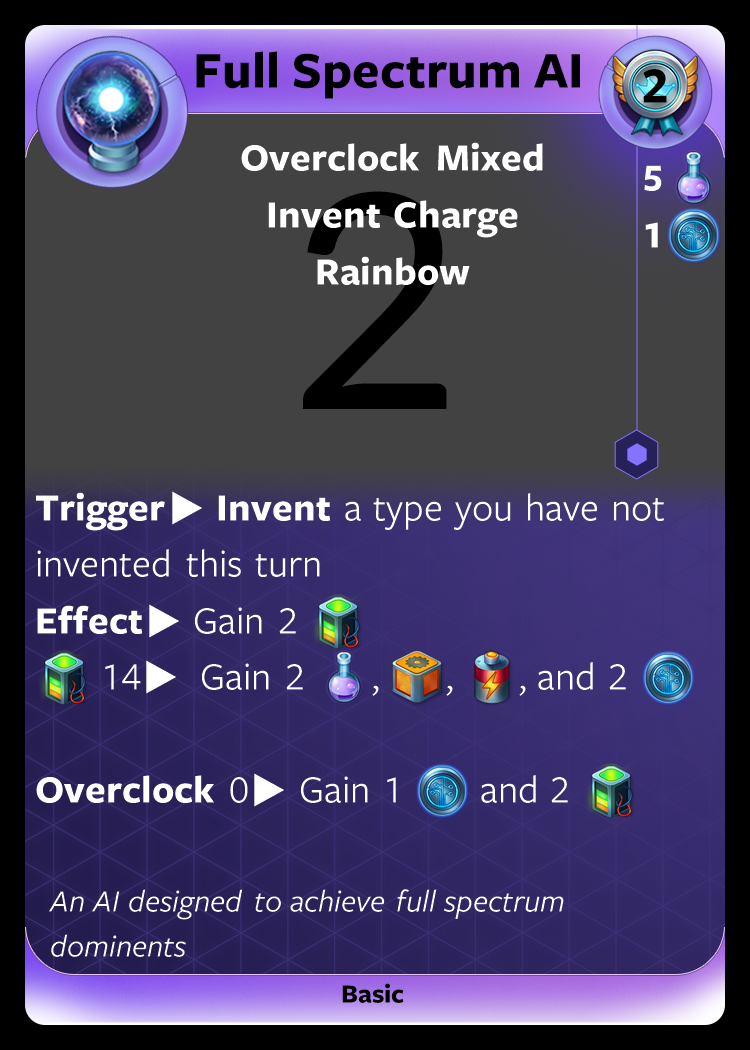 Full Spectrum AI
2
Overclock Mixed
5
Invent Charge
1
Rainbow
2
Trigger▶ Invent a type you have not
invented this turn
Effect▶ Gain 2
14▶ Gain 2 , , , and 2
Overclock 0▶ Gain 1 and 2
An AI designed to achieve full spectrum
dominents
Basic